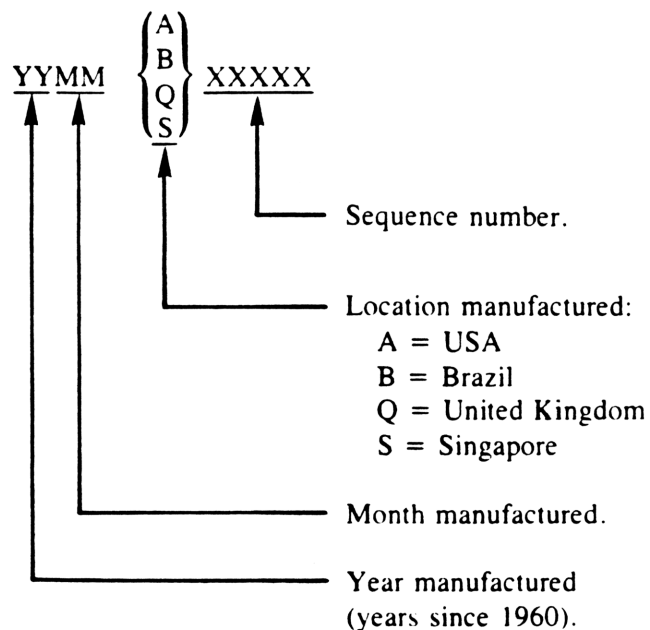 A
B
YYMM Q XXXXX
S
Sequence number.
Location manufactured:
A = USA
B = Brazil
Q = United Kingdom
S = Singapore
Month manufactured.
Year manufactured
(years since 1960).